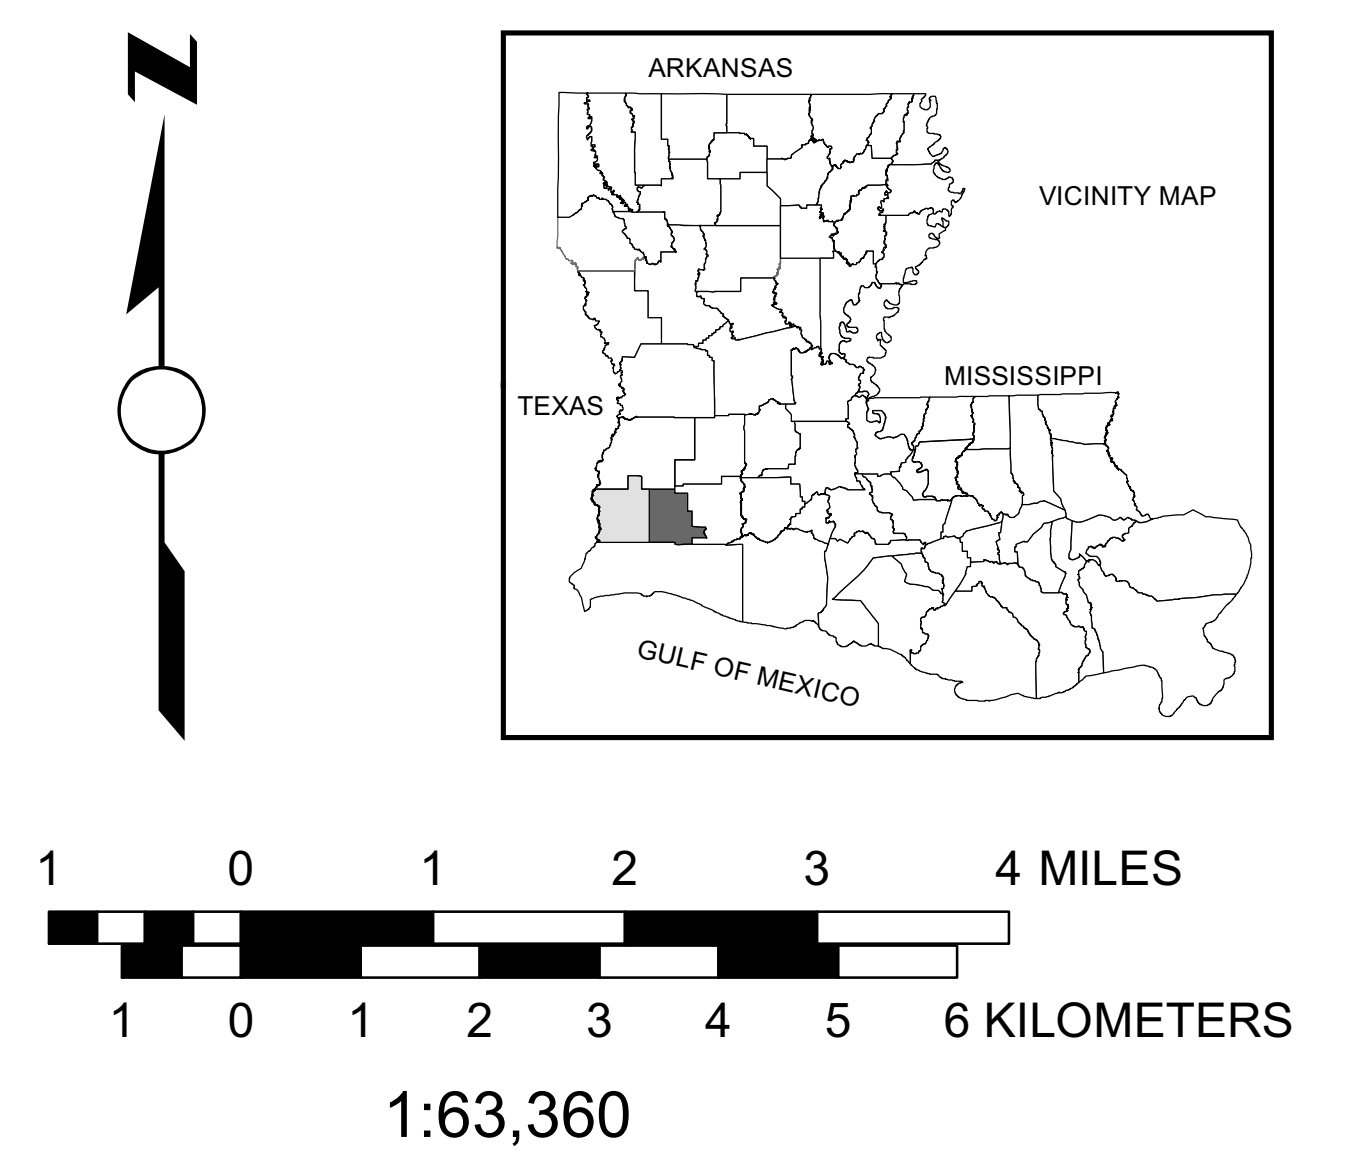 N
ARKANSAS
VICINITY MAP
MISSISSIPPI
TEXAS
GULF OF MEXICO
1 0 1 2 3 4 MILES
1 0 1 2 3 4 5 6 KILOMETERS
1:63,360